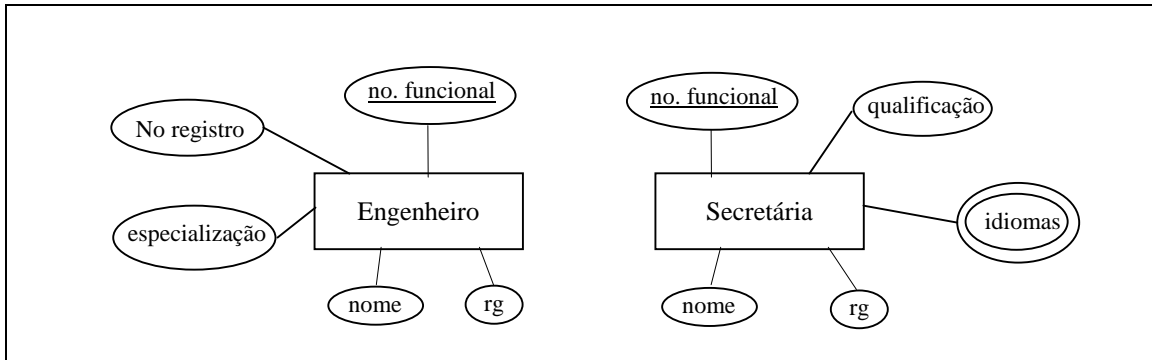 no. funcional
No registro
especialização
Engenheiro
nome
rg
no. funcional
qualificação
Secretária
idiomas
nome
rg